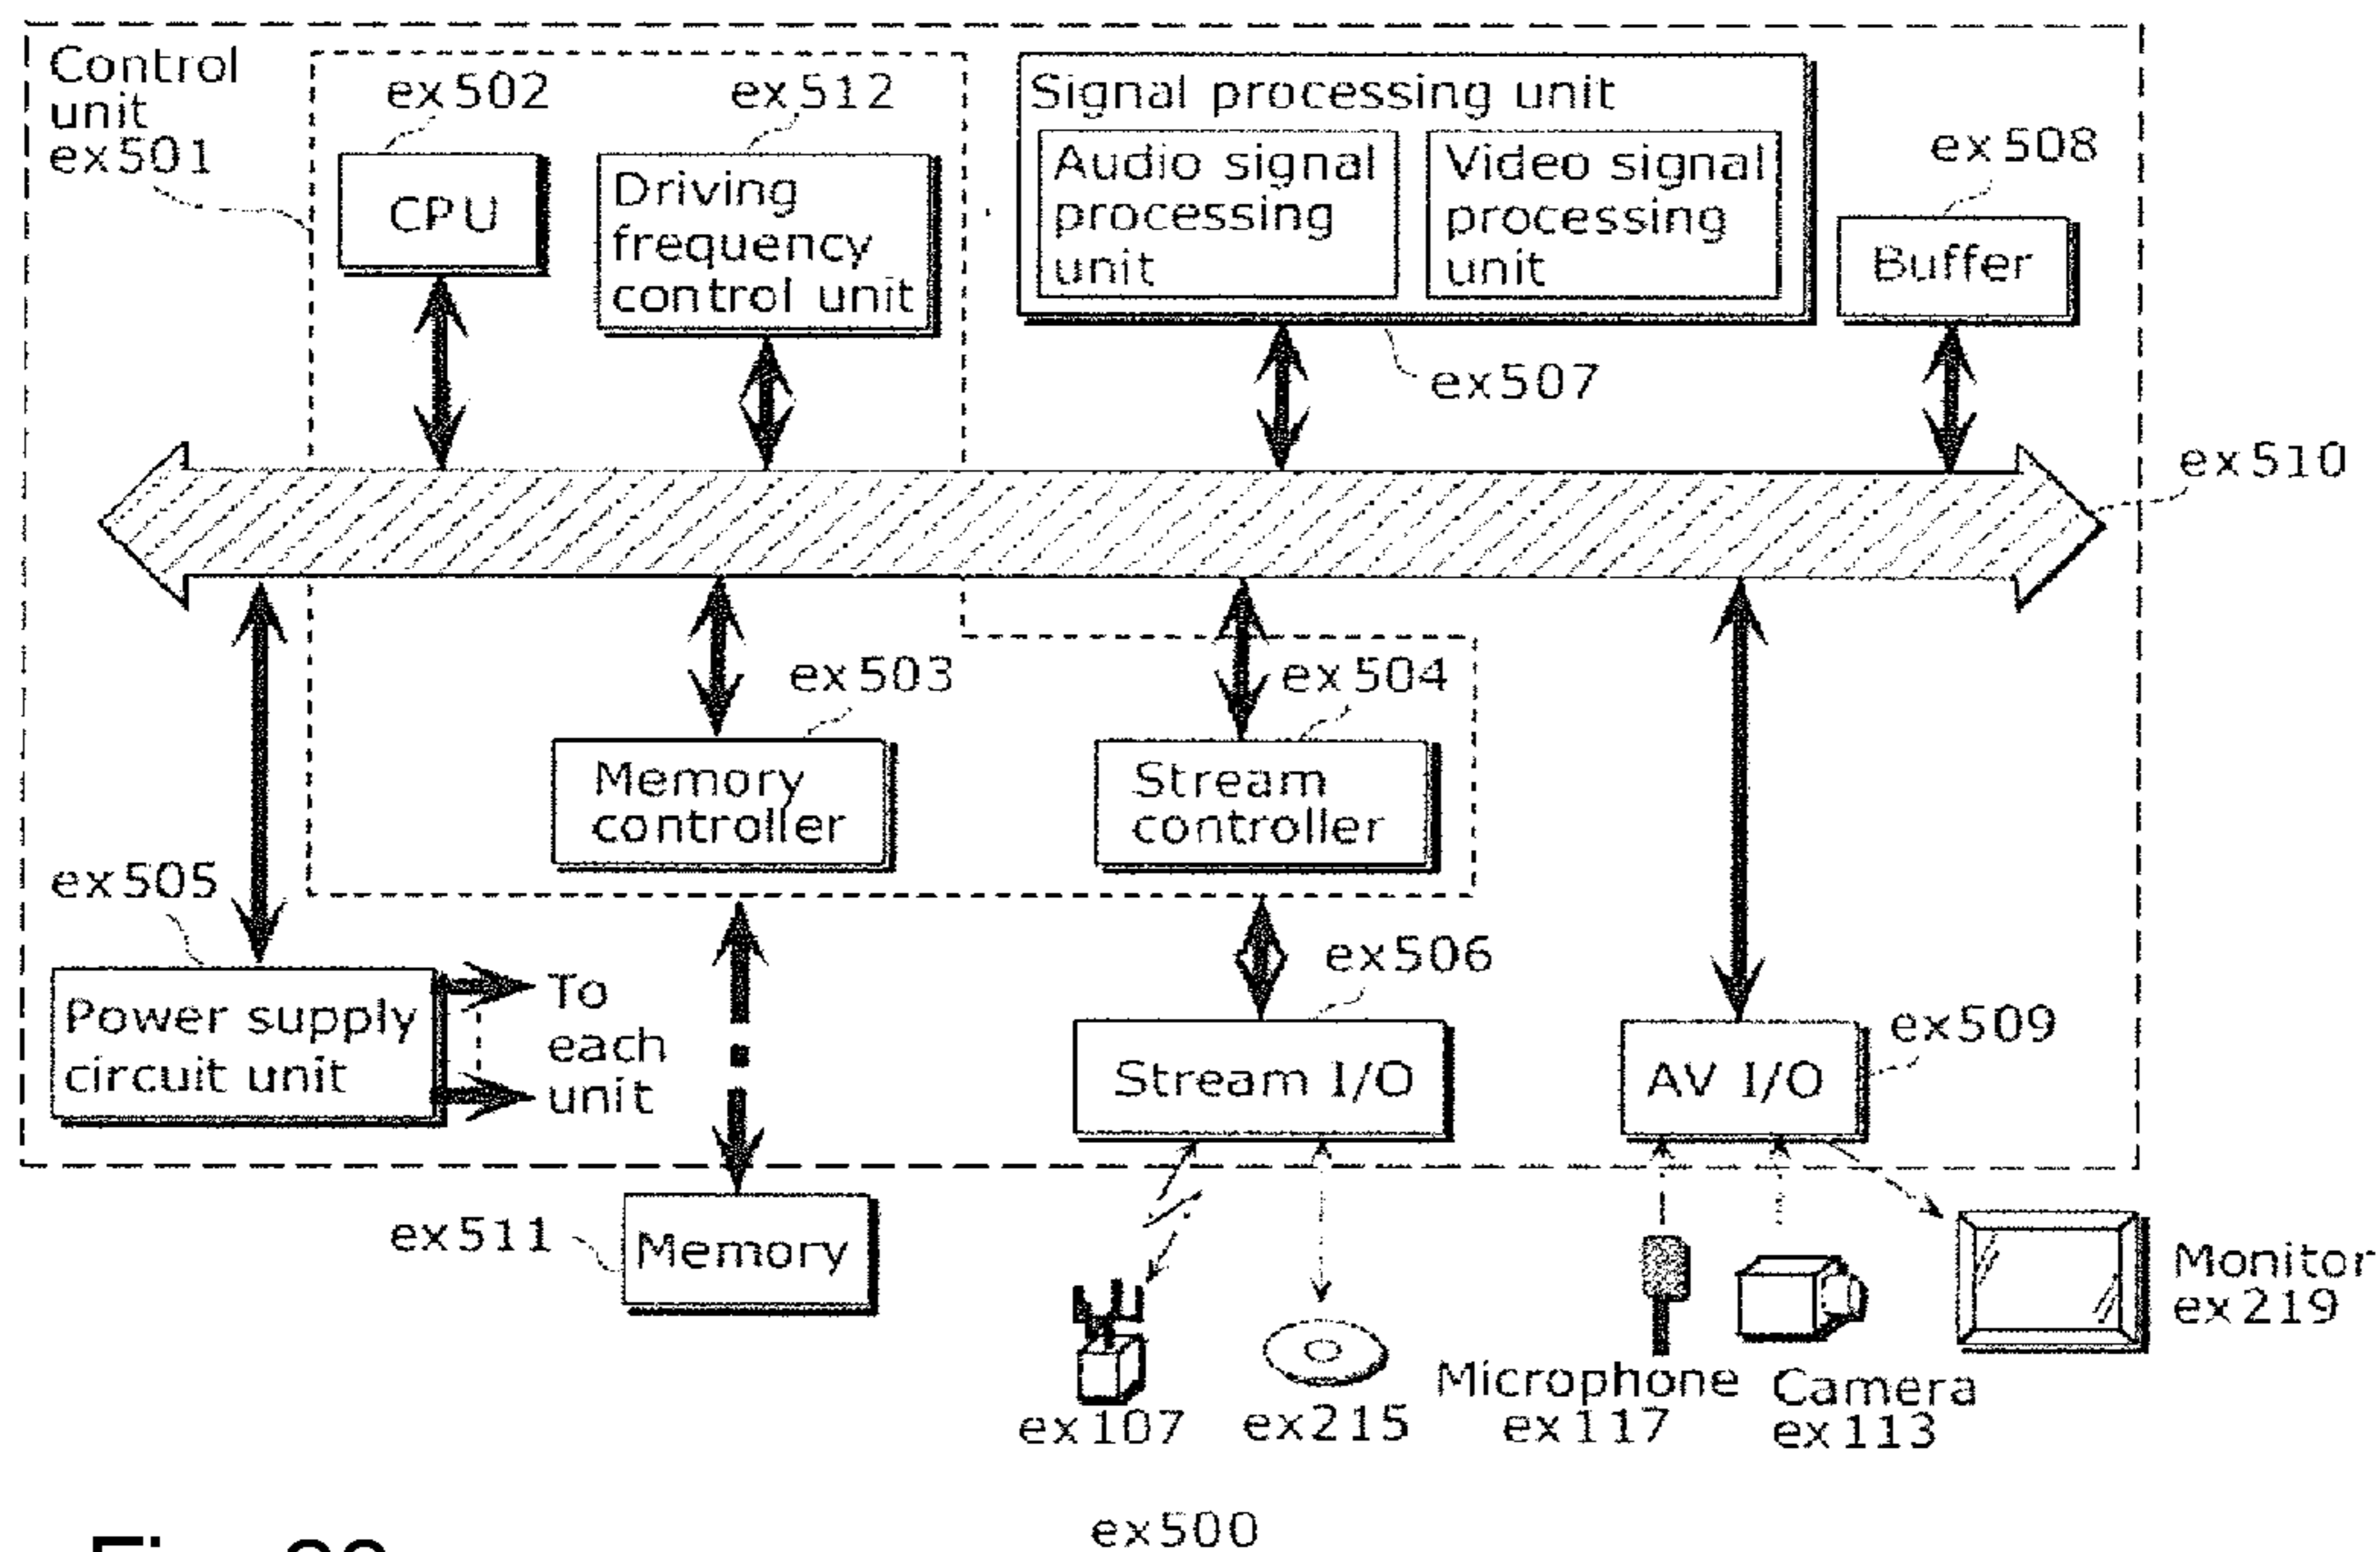 Control
unit
ex501
ex502
ex512
CPU
Driving
frequency
control unit
Signal processing unit
Audio signal
processing
unit
Video signal
processing
unit
ex508
Buffer
ex507
ex510
ex503
ex504
Memory
controller
Stream
controller
ex505
Power supply
circuit unit
To
each
unit
ex506
Stream I/O
ex509
AV I/O
ex511
Memory
ex107
ex215
Microphone
ex117
Camera
ex113
Monitor
ex219
ex500